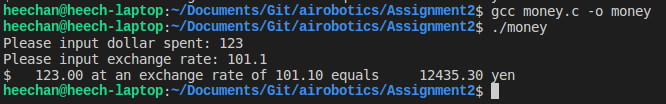 heechan@heech-laptop:~/Documents/Git/airobotics/Assignment2$ gcc money.c -o money
heechan@heech-laptop:~/Documents/Git/airobotics/Assignment2$ ./money
Please input dollar spent: 123
Please input exchange rate: 101.1
$   123.00 at an exchange rate of 101.10 equals     12435.30 yen
heechan@heech-laptop:~/Documents/Git/airobotics/Assignment2$